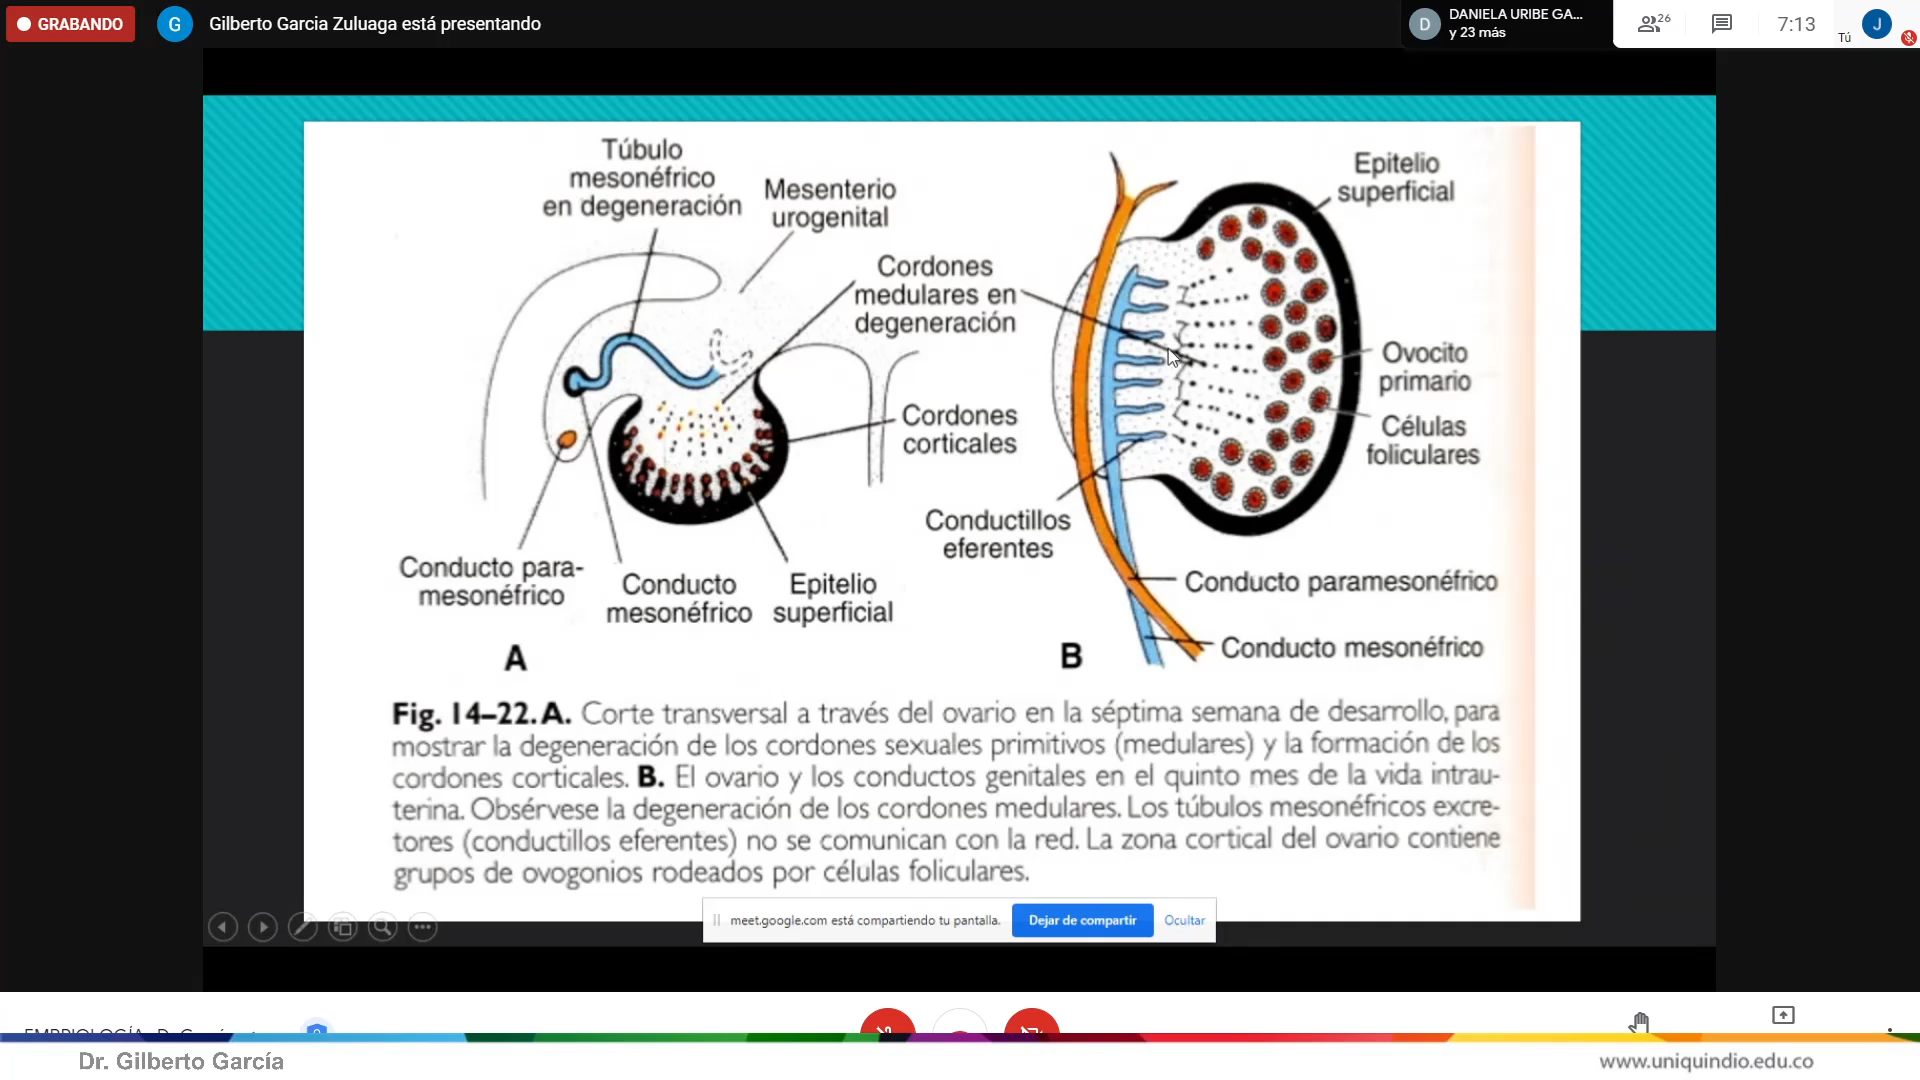 GRABANDO
G
Gilberto Garcia Zuluaga está presentando
D
DANIELA URIBE GA...
y 23 más
26
7:13
Tú
J
Túbulo
mesonéfrico
en degeneración
Mesenterio
urogenital
Cordones
medulares en
degeneración
Cordones
corticales
Conducto para-
mesonéfrico
Conducto
mesonéfrico
Epitelio
superficial
A
Epitelio
superficial
Ovocito
primario
Células
foliculares
Conductillos
eferentes
Conducto paramesonéfrico
Conducto mesonéfrico
B
Fig. 14–22. A. Corte transversal a través del ovario en la séptima semana de desarrollo, para
mostrar la degeneración de los cordones sexuales primitivos (medulares) y la formación de los
cordones corticales. B. El ovario y los conductos genitales en el quinto mes de la vida intrau-
terina. Obsérvese la degeneración de los cordones medulares. Los túbulos mesonéfricos excre-
tores (conductillos eferentes) no se comunican con la red. La zona cortical del ovario contiene
grupos de ovogonios rodeados por células foliculares.
meet.google.com está compartiendo tu pantalla.
Dejar de compartir
Ocultar
Dr. Gilberto García
www.uniquindio.edu.co